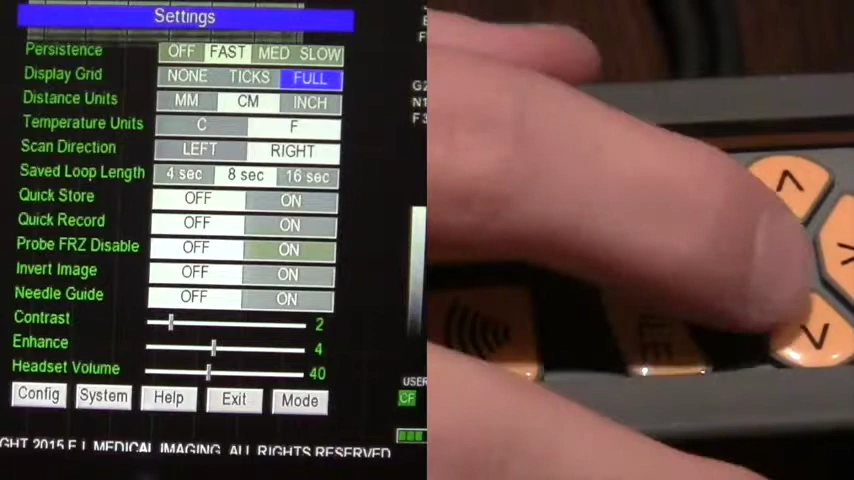 Settings
Persistence OFF FAST MED SLOW
Display Grid NONE TICKS FULL
Distance Units MM CM INCH
Temperature Units C F
Scan Direction LEFT RIGHT
Saved Loop Length 4 sec 8 sec 16 sec
Quick Store OFF ON
Quick Record OFF ON
Probe FRZ Disable OFF ON
Invert Image OFF ON
Needle Guide OFF ON
Contrast 2
Enhance 4
Headset Volume 40
Config System Help Exit Mode
USER
CF
GHT 2015 E.I. MEDICAL IMAGING. ALL RIGHTS RESERVED